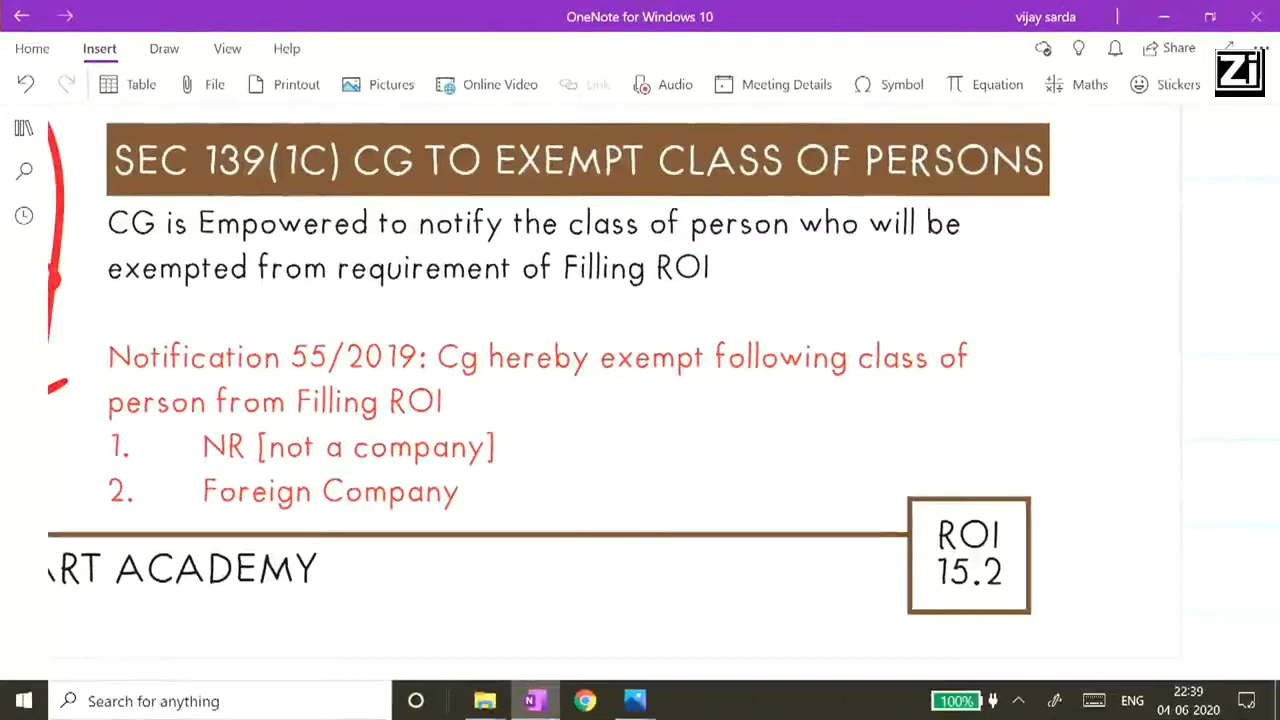 OneNote for Windows 10
vijay sarda
Home Insert Draw View Help
Share
Table File Printout Pictures Online Video Link Audio Meeting Details Symbol Equation Maths Stickers
Zi
SEC 139(1C) CG TO EXEMPT CLASS OF PERSONS
CG is Empowered to notify the class of person who will be
exempted from requirement of Filling ROI
Notification 55/2019: Cg hereby exempt following class of
person from Filling ROI
1. NR [not a company]
2. Foreign Company
ART ACADEMY
ROI
15.2
Search for anything
100%
ENG
22:39
04-06-2020